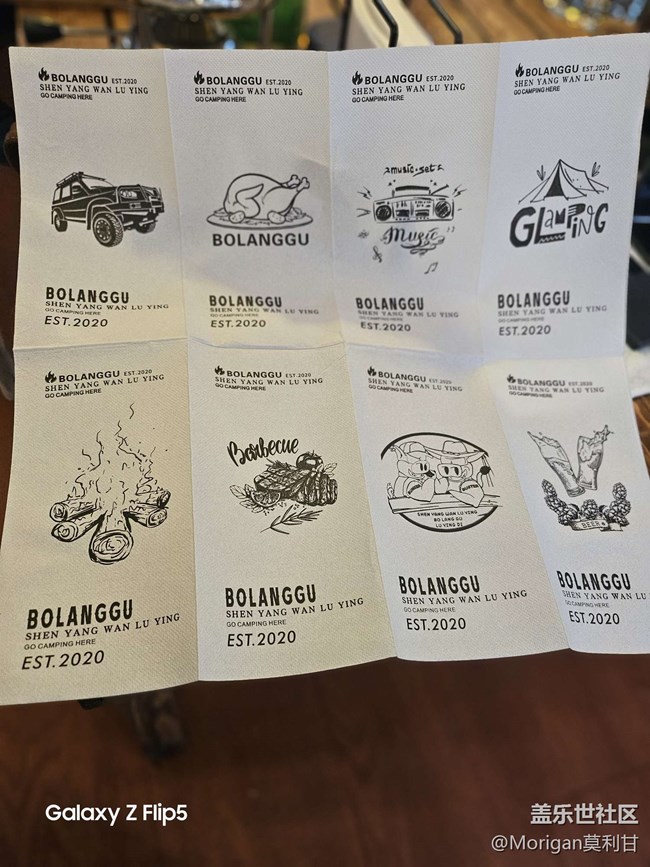 BOLANGGU EST.2020
SHEN YANG WAN LU YING
GO CAMPING HERE
BOLANGGU
SHEN YANG WAN LU YING
GO CAMPING HERE
EST.2020
BOLANGGU EST.2020
SHEN YANG WAN LU YING
GO CAMPING HERE
BOLANGGU
BOLANGGU
SHEN YANG WAN LU YING
GO CAMPING HERE
EST.2020
BOLANGGU EST.2020
SHEN YANG WAN LU YING
GO CAMPING HERE
music·set
Music
BOLANGGU
SHEN YANG WAN LU YING
GO CAMPING HERE
EST.2020
BOLANGGU EST.2020
SHEN YANG WAN LU YING
GO CAMPING HERE
GLamPiNG
BOLANGGU
SHEN YANG WAN LU YING
GO CAMPING HERE
EST.2020
BOLANGGU EST.2020
SHEN YANG WAN LU YING
GO CAMPING HERE
BOLANGGU
SHEN YANG WAN LU YING
GO CAMPING HERE
EST.2020
BOLANGGU EST.2020
SHEN YANG WAN LU YING
GO CAMPING HERE
BOLANGGU
SHEN YANG WAN LU YING
GO CAMPING HERE
EST.2020
BOLANGGU EST.2020
SHEN YANG WAN LU YING
GO CAMPING HERE
SHEN YANG WAN LU YING
BO LANG GU
LU YING DI
BOLANGGU
SHEN YANG WAN LU YING
GO CAMPING HERE
EST.2020
BOLANGGU EST.2020
SHEN YANG WAN LU YING
GO CAMPING HERE
BEER
BOLANGGU
SHEN YANG WAN LU
GO CAMPING HERE
EST.2020
Galaxy Z Flip5
盖乐世社区
@Morigan莫利甘